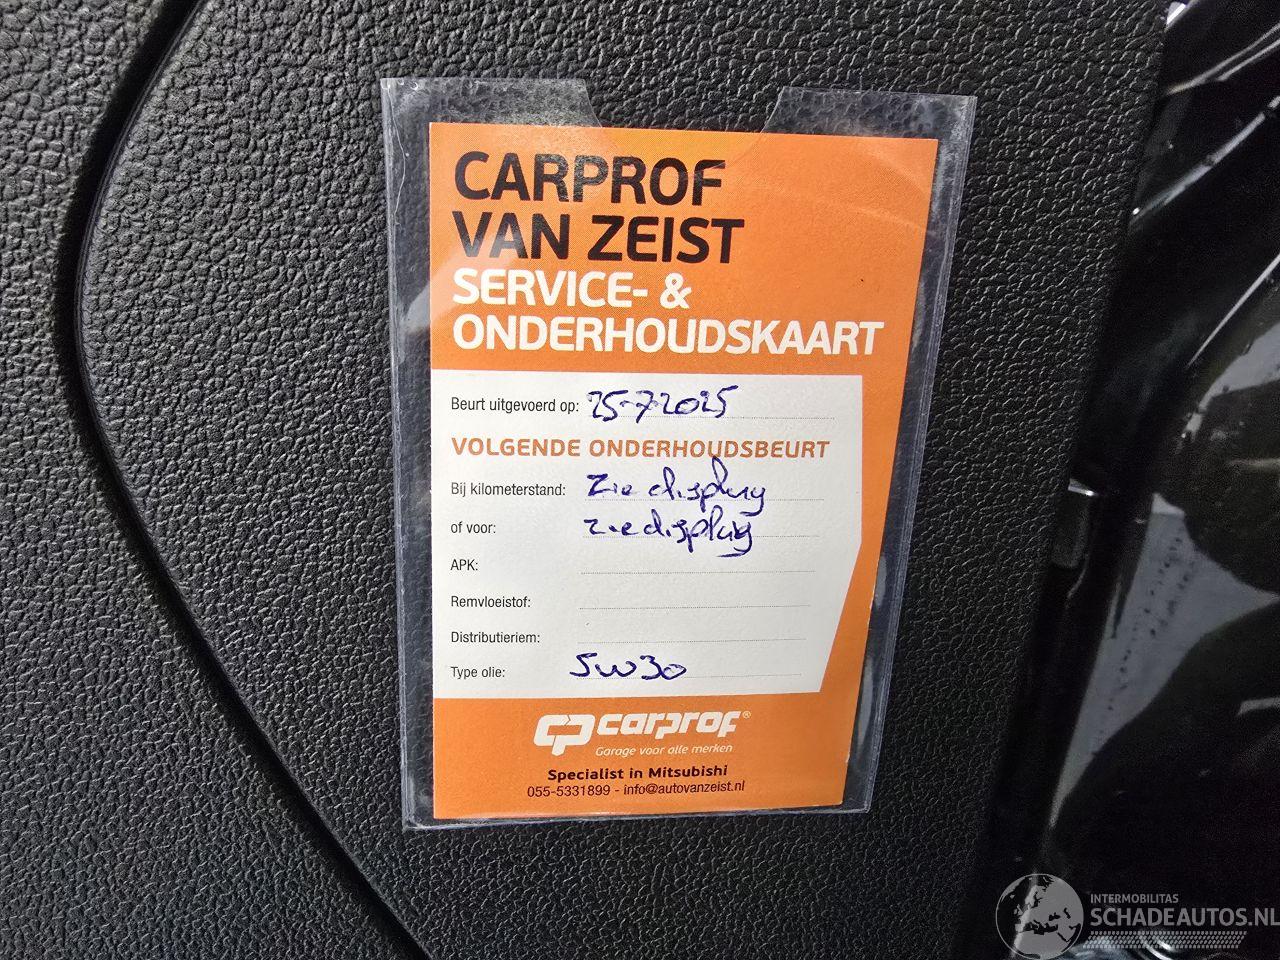 CARPROF
VAN ZEIST
SERVICE- &
ONDERHOUDSKAART
Beurt uitgevoerd op: 25-7-2025
VOLGENDE ONDERHOUDSBEURT
Bij kilometerstand: Zie display
of voor: zie display
APK:
Remvloeistof:
Distributieriem:
Type olie: 5W30
CP carprof®
Garage voor alle merken
Specialist in Mitsubishi
055-5331899 - info@autovanzeist.nl
INTERMOBILITAS
SCHADEAUTOS.NL